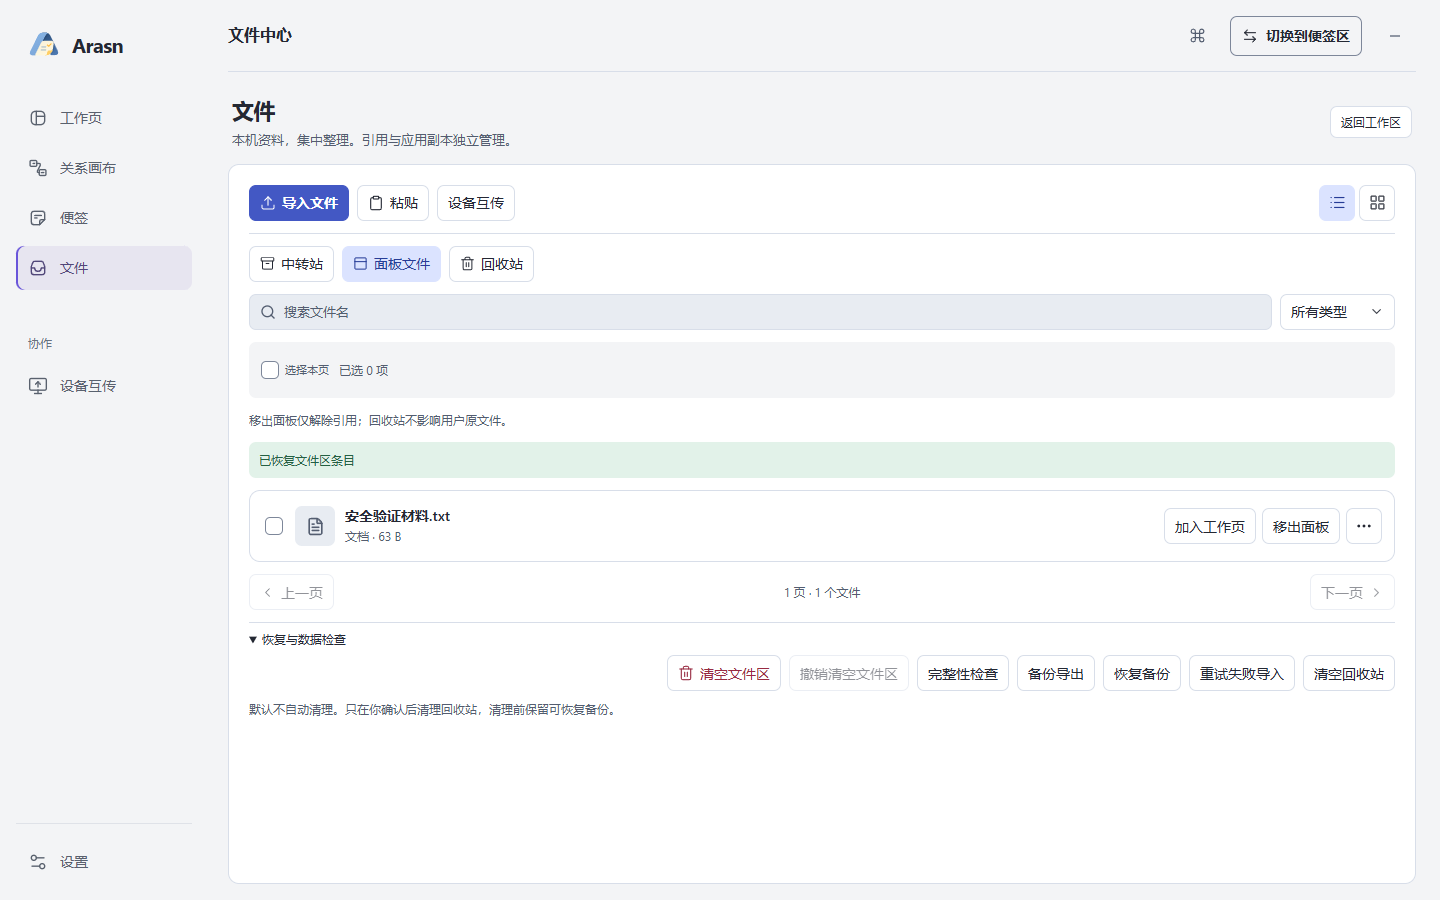 Arasn
工作页
关系画布
便签
文件
协作
设备互传
设置
文件中心
切换到便签区
文件
本机资料，集中整理。引用与应用副本独立管理。
返回工作区
导入文件 粘贴 设备互传
中转站 面板文件 回收站
搜索文件名 所有类型
选择本页 已选 0 项
移出面板仅解除引用；回收站不影响用户原文件。
已恢复文件区条目
安全验证材料.txt
文档 · 63 B
加入工作页 移出面板
上一页 1 页 · 1 个文件 下一页
恢复与数据检查
清空文件区 撤销清空文件区 完整性检查 备份导出 恢复备份 重试失败导入 清空回收站
默认不自动清理。只在你确认后清理回收站，清理前保留可恢复备份。